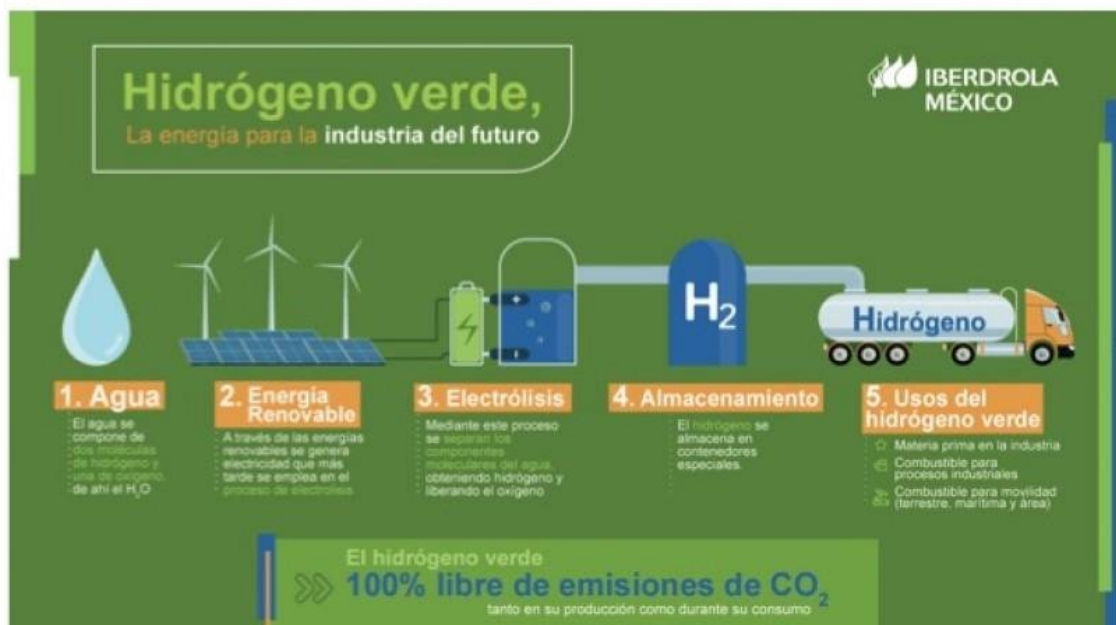 Hidrógeno verde,
La energía para la industria del futuro
IBERDROLA
MÉXICO
H2
Hidrógeno
1. Agua
El agua se
compone de
dos moléculas
de hidrógeno y
una de oxígeno,
de ahí el H2O
2. Energía
Renovable
A través de las energías
renovables se genera
electricidad que más
tarde se emplea en el
proceso de electrólisis
3. Electrólisis
Mediante este proceso
se separan los
componentes
moleculares del agua,
obteniendo hidrógeno y
liberando el oxígeno
4. Almacenamiento
El hidrógeno se
almacena en
contenedores
especiales.
5. Usos del
hidrógeno verde
Materia prima en la industria
Combustible para
procesos industriales
Combustible para movilidad
(terrestre, marítima y área)
El hidrógeno verde
100% libre de emisiones de CO2
tanto en su producción como durante su consumo